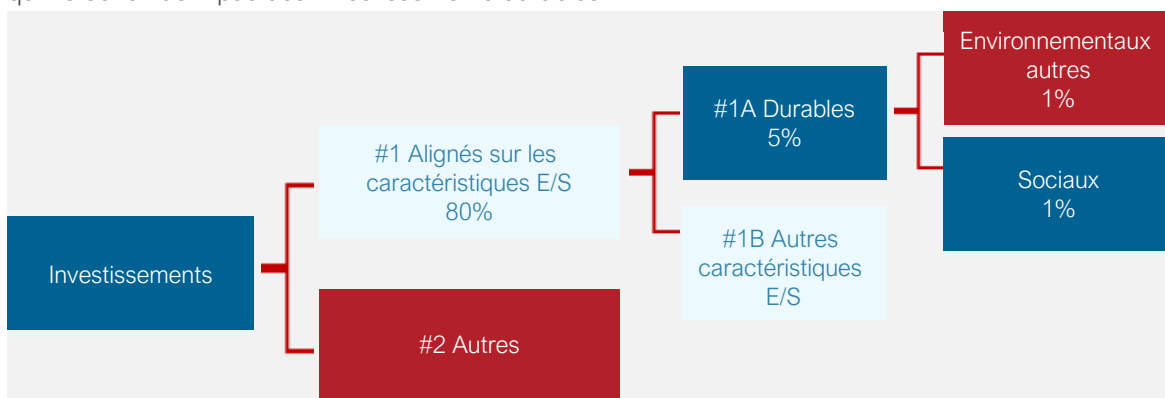 Environnementaux
autres
1%
#1A Durables
5%
#1 Alignés sur les
caractéristiques E/S
80%
Sociaux
1%
#1B Autres
caractéristiques
E/S
Investissements
#2 Autres